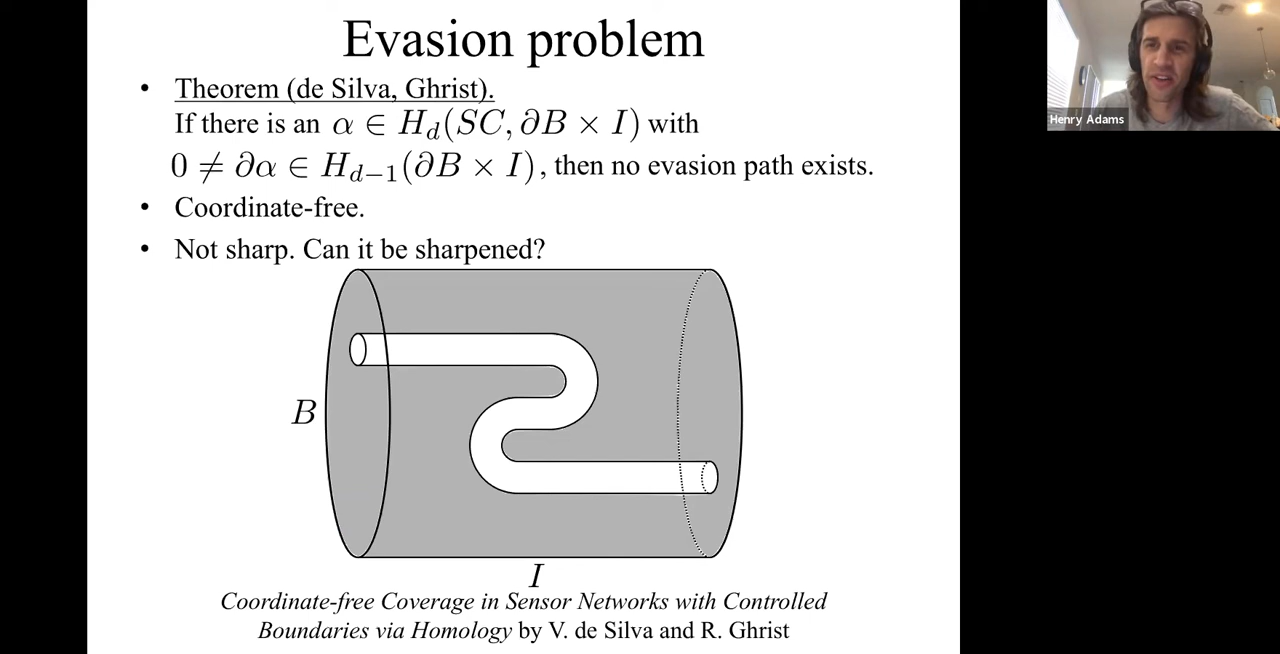 Evasion problem
• Theorem (de Silva, Ghrist).
If there is an α ∈ H_d(SC, ∂B × I) with
0 ≠ ∂α ∈ H_{d−1}(∂B × I), then no evasion path exists.
• Coordinate-free.
• Not sharp. Can it be sharpened?
B
I
Coordinate-free Coverage in Sensor Networks with Controlled
Boundaries via Homology by V. de Silva and R. Ghrist
Henry Adams